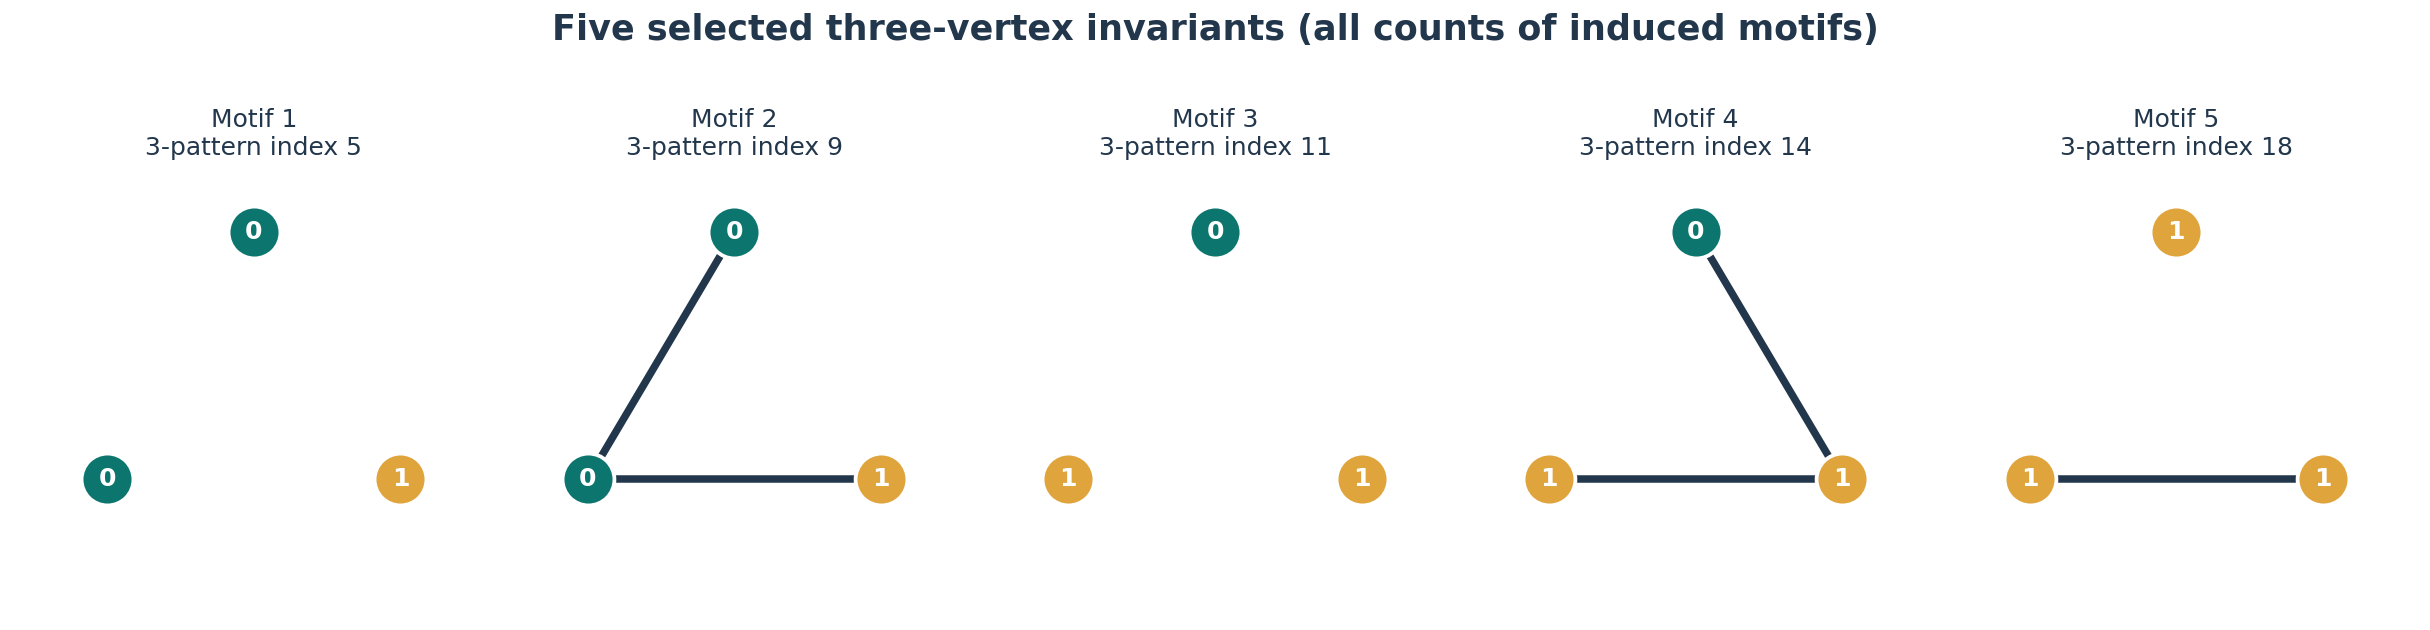 Five selected three-vertex invariants (all counts of induced motifs)
Motif 1
3-pattern index 5
Motif 2
3-pattern index 9
Motif 3
3-pattern index 11
Motif 4
3-pattern index 14
Motif 5
3-pattern index 18
0
0
0
0
1
0
1
0
1
1
1
1
1
1
1